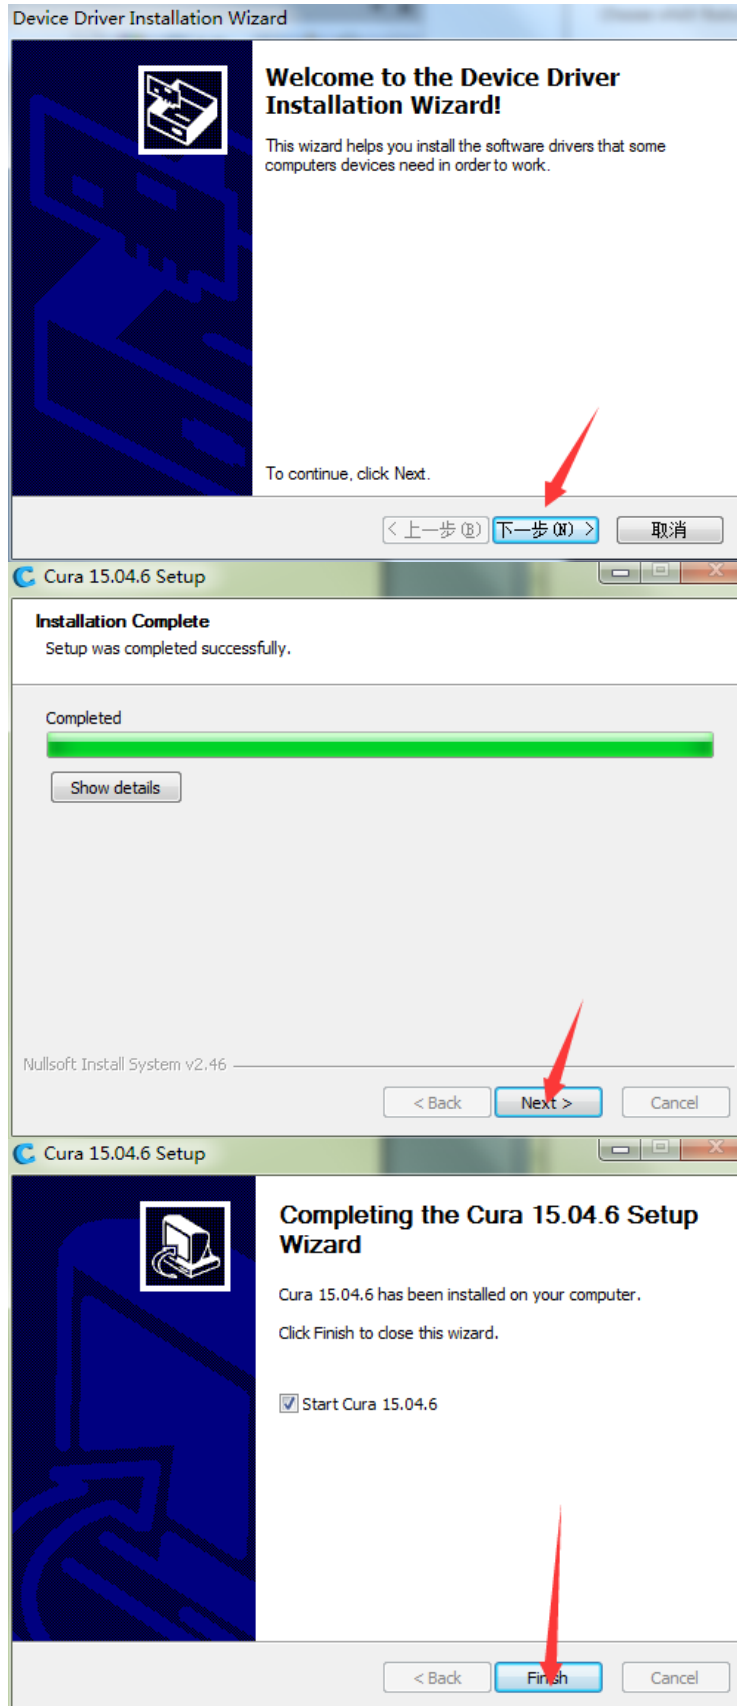 Device Driver Installation Wizard
Welcome to the Device Driver
Installation Wizard!
This wizard helps you install the software drivers that some
computers devices need in order to work.
To continue, click Next.
< 上一步(B) 下一步(N) > 取消
Cura 15.04.6 Setup
Installation Complete
Setup was completed successfully.
Completed
Show details
Nullsoft Install System v2.46
< Back Next > Cancel
Cura 15.04.6 Setup
Completing the Cura 15.04.6 Setup
Wizard
Cura 15.04.6 has been installed on your computer.
Click Finish to close this wizard.
Start Cura 15.04.6
< Back Finish Cancel